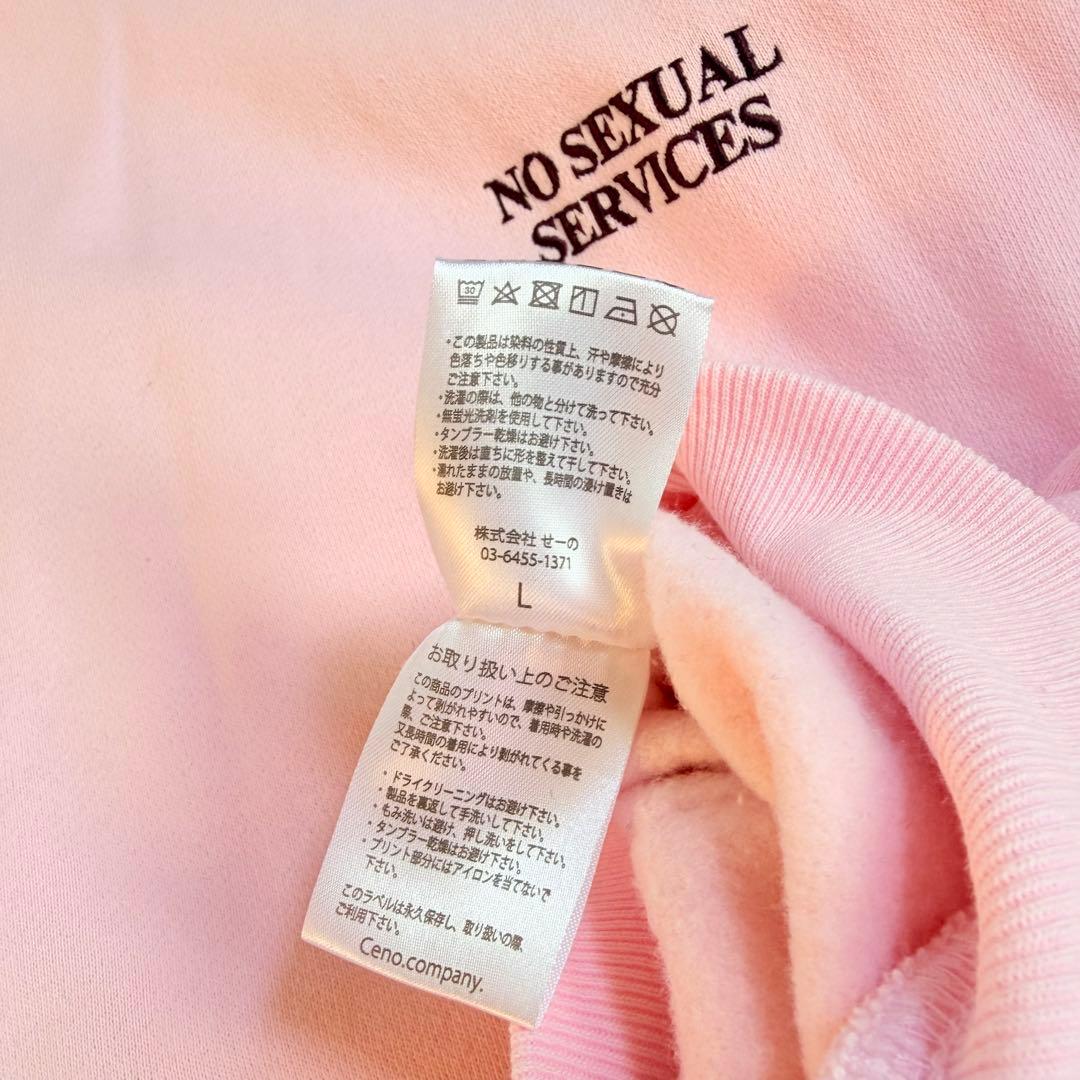 NO SEXUAL
SERVICES
30
・この製品は染料の性質上、汗や摩擦により
色落ちや色移りする事がありますので充分
ご注意下さい。
・洗濯の際は、他の物と分けて洗って下さい。
・無蛍光洗剤を使用して下さい。
・タンブラー乾燥はお避け下さい。
・洗濯後は直ちに形を整えて干して下さい。
・濡れたままの放置や、長時間の浸け置きは
お避け下さい。
株式会社 せーの
03-6455-1371
L
お取り扱い上のご注意
この商品のプリントは、摩擦や引っかけに
よって剥がれやすいので、着用時や洗濯の
際、ご注意下さい。
又長時間の着用により剥がれてくる事を
ご了承ください。
・ドライクリーニングはお避け下さい。
・製品を裏返して手洗いして下さい。
・もみ洗いは避け、押し洗いをして下さい。
・タンブラー乾燥はお避け下さい。
・プリント部分にはアイロンを当てないで
下さい。
このラベルは永久保存し、取り扱いの際、
ご利用下さい。
Ceno.company.